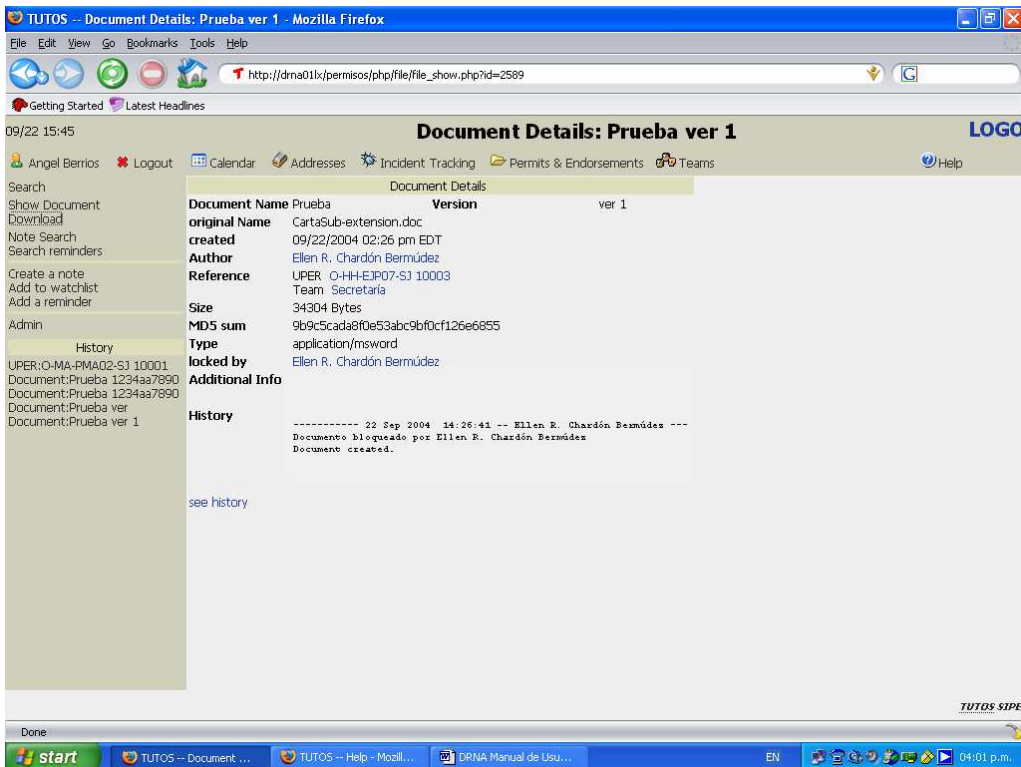 TUTOS -- Document Details: Prueba ver 1 - Mozilla Firefox
File Edit View Go Bookmarks Tools Help
http://drna01lx/permisos/php/file/file_show.php?id=2589
G
Getting Started Latest Headlines
09/22 15:45
Document Details: Prueba ver 1
LOGO
Angel Berrios Logout Calendar Addresses Incident Tracking Permits & Endorsements Teams Help
Search
Show Document
Download
Note Search
Search reminders
Create a note
Add to watchlist
Add a reminder
Admin
History
UPER:O-MA-PMA02-SJ 10001
Document:Prueba 1234aa7890
Document:Prueba 1234aa7890
Document:Prueba ver
Document:Prueba ver 1
Document Details
Document Name Prueba Version ver 1
original Name CartaSub-extension.doc
created 09/22/2004 02:26 pm EDT
Author Ellen R. Chardón Bermúdez
Reference UPER O-HH-EJP07-SJ 10003
Team Secretaría
Size 34304 Bytes
MD5 sum 9b9c5cada8f0e53abc9bf0cf126e6855
Type application/msword
locked by Ellen R. Chardón Bermúdez
Additional Info
History
----------- 22 Sep 2004 14:26:41 -- Ellen R. Chardón Bermúdez ---
Documento bloqueado por Ellen R. Chardón Bermúdez
Document created.
see history
TUTOS SIPE
Done
start TUTOS -- Document ... TUTOS -- Help - Mozill... DRNA Manual de Usu... EN 04:01 p.m.